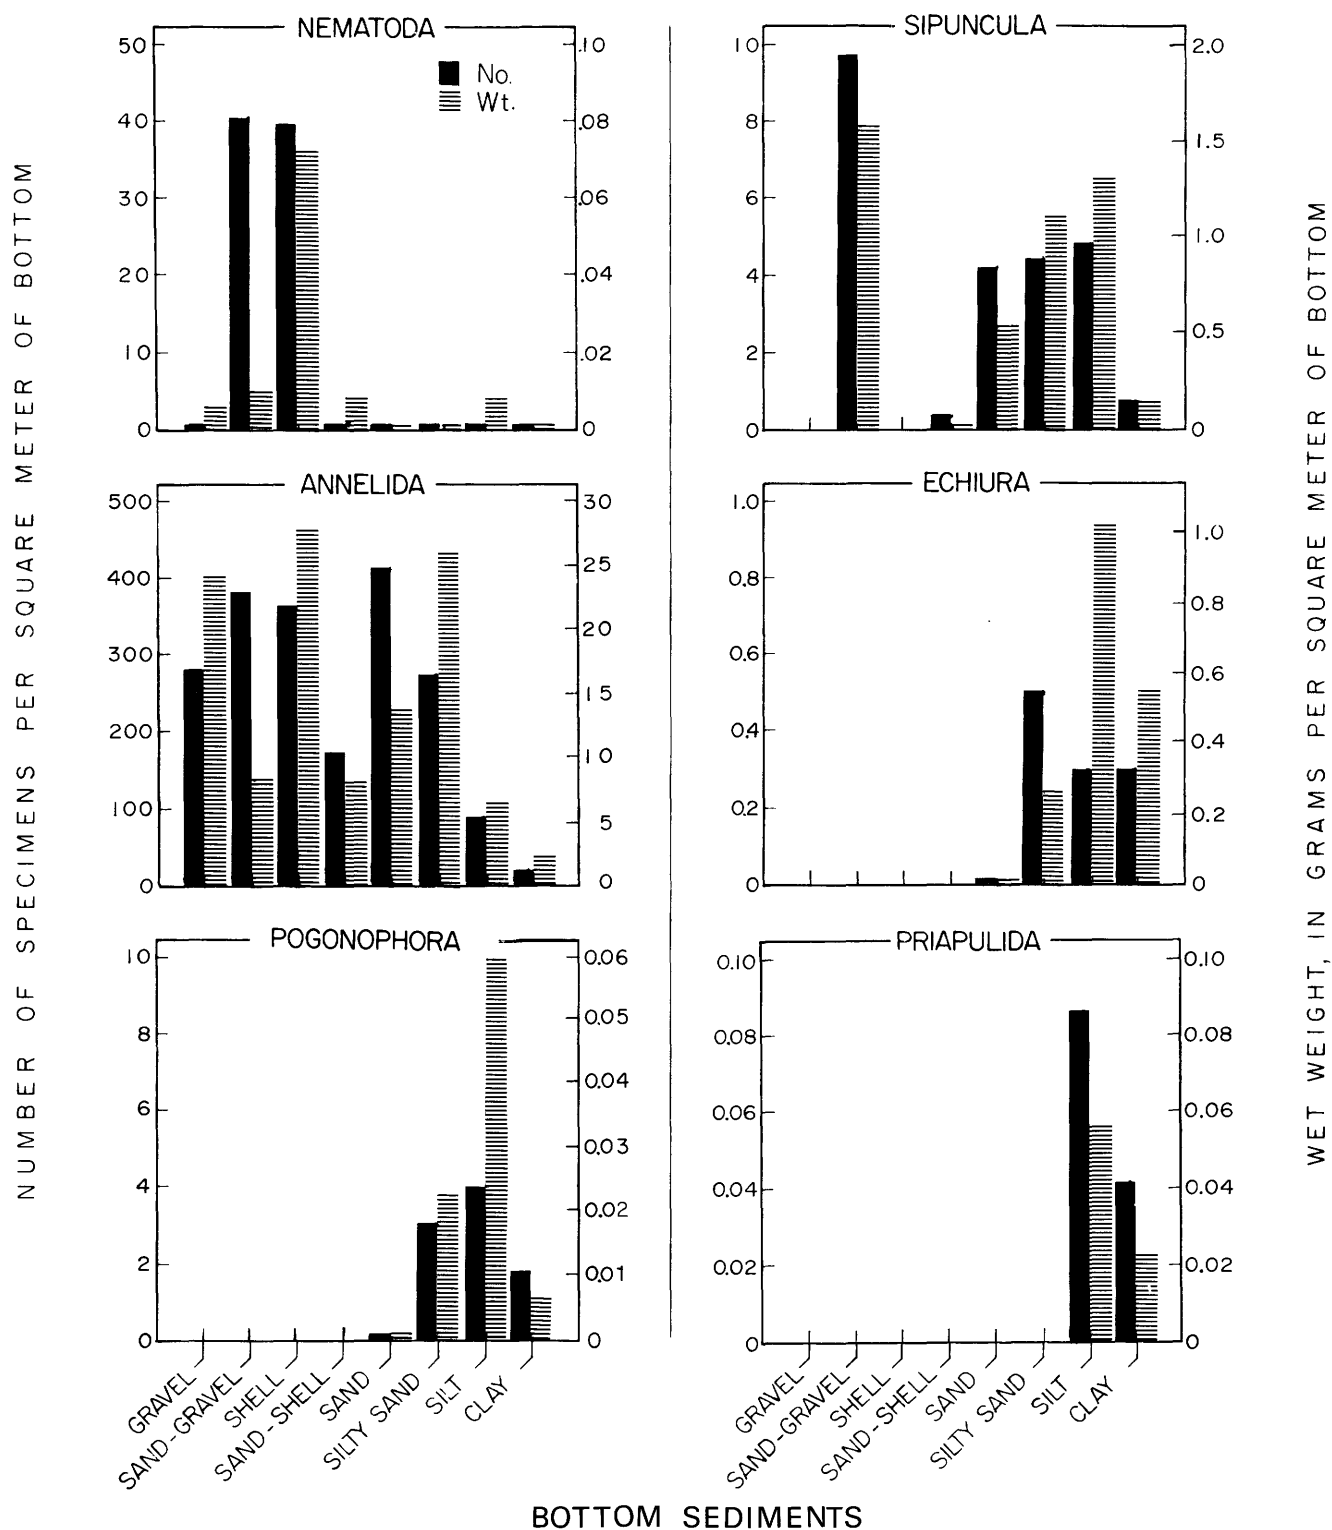 NEMATODA
50
40
30
20
10
0
.10
.08
.06
.04
.02
0
No.
Wt.
SIPUNCULA
10
8
6
4
2
0
2.0
1.5
1.0
0.5
0
ANNELIDA
500
400
300
200
100
0
30
25
20
15
10
5
0
ECHIURA
1.0
0.8
0.6
0.4
0.2
0
1.0
0.8
0.6
0.4
0.2
0
POGONOPHORA
10
8
6
4
2
0
0.06
0.05
0.04
0.03
0.02
0.01
0
PRIAPULIDA
0.10
0.08
0.06
0.04
0.02
0
0.10
0.08
0.06
0.04
0.02
0
GRAVEL
SAND-GRAVEL
SHELL
SAND-SHELL
SAND
SILTY SAND
SILT
CLAY
GRAVEL
SAND-GRAVEL
SHELL
SAND-SHELL
SAND
SILTY SAND
SILT
CLAY
NUMBER OF SPECIMENS PER SQUARE METER OF BOTTOM
WET WEIGHT, IN GRAMS PER SQUARE METER OF BOTTOM
BOTTOM SEDIMENTS